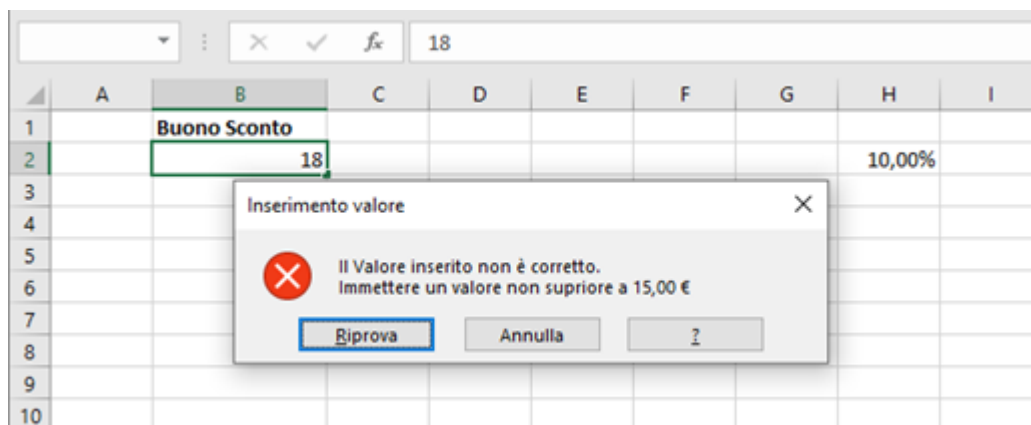 fx 18
A B C D E F G H I
1 Buono Sconto
2 18 10,00%
3
Inserimento valore
4
5
Il Valore inserito non è corretto.
6
Immettere un valore non supriore a 15,00 €
7
Riprova Annulla ?
8
9
10